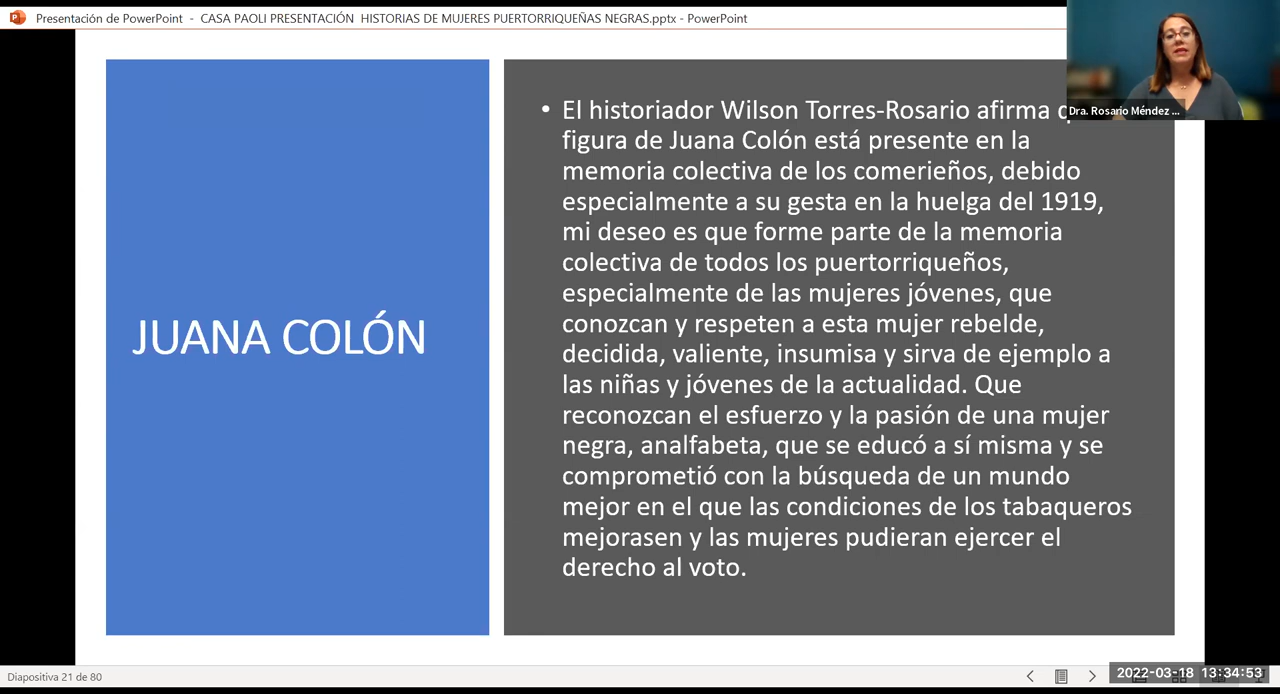 Presentación de PowerPoint - CASA PAOLI PRESENTACIÓN HISTORIAS DE MUJERES PUERTORRIQUEÑAS NEGRAS.pptx - PowerPoint
Dra. Rosario Méndez ...
JUANA COLÓN
• El historiador Wilson Torres-Rosario afirma
figura de Juana Colón está presente en la
memoria colectiva de los comerieños, debido
especialmente a su gesta en la huelga del 1919,
mi deseo es que forme parte de la memoria
colectiva de todos los puertorriqueños,
especialmente de las mujeres jóvenes, que
conozcan y respeten a esta mujer rebelde,
decidida, valiente, insumisa y sirva de ejemplo a
las niñas y jóvenes de la actualidad. Que
reconozcan el esfuerzo y la pasión de una mujer
negra, analfabeta, que se educó a sí misma y se
comprometió con la búsqueda de un mundo
mejor en el que las condiciones de los tabaqueros
mejorasen y las mujeres pudieran ejercer el
derecho al voto.
Diapositiva 21 de 80
2022-03-18 13:34:53